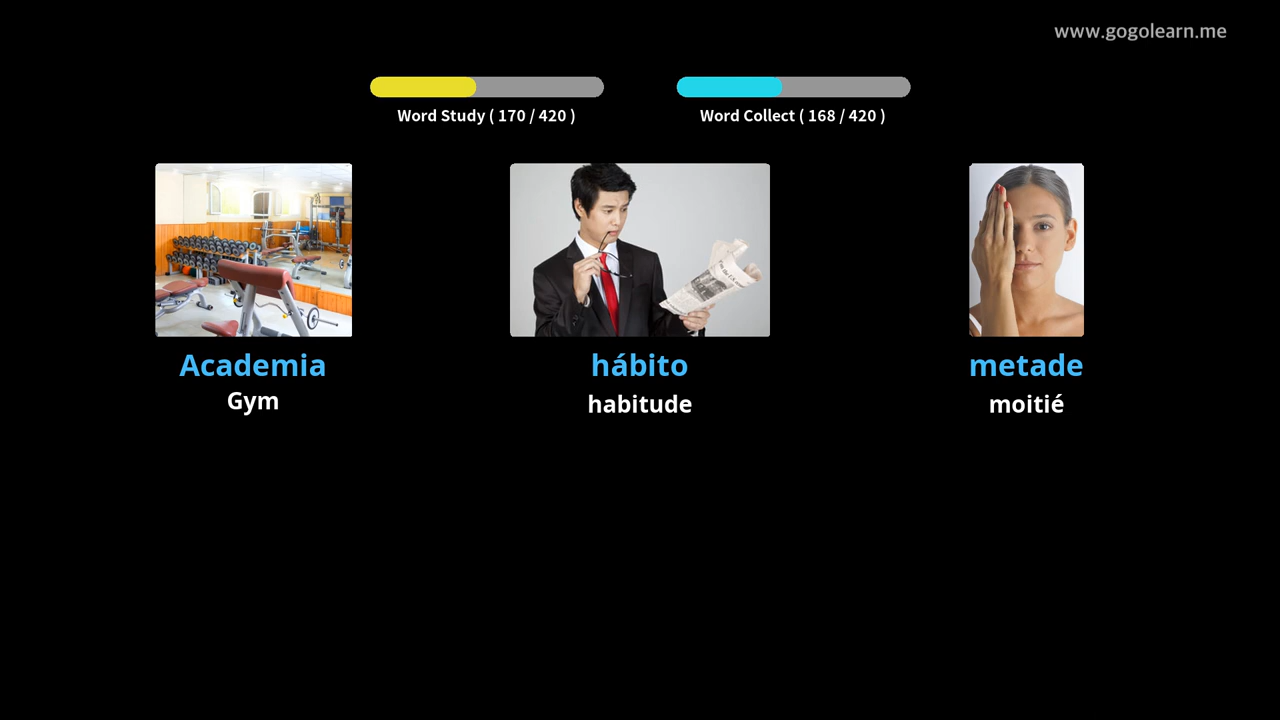 www.gogolearn.me
Word Study ( 170 / 420 )
Word Collect ( 168 / 420 )
Academia
Gym
hábito
habitude
metade
moitié